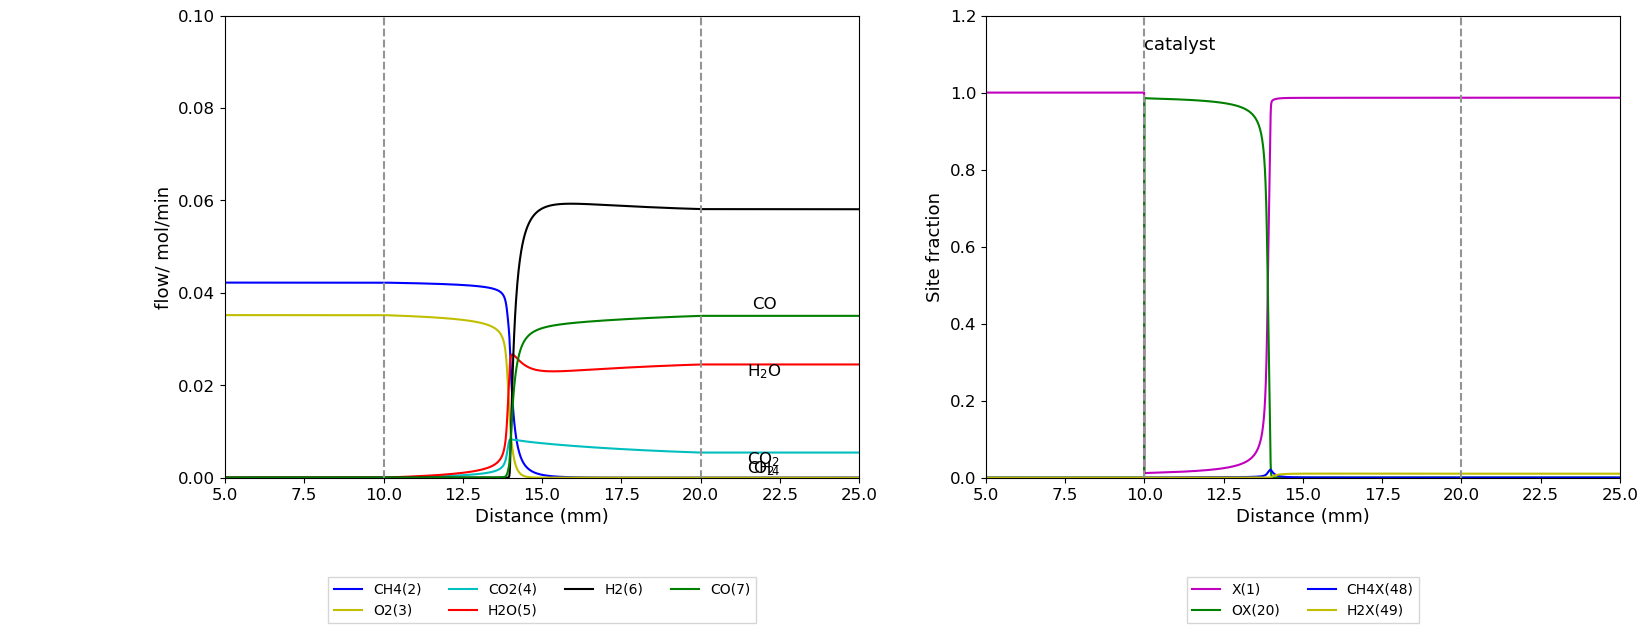 0.10
0.08
0.06
0.04
0.02
0.00
flow/ mol/min
5.0 7.5 10.0 12.5 15.0 17.5 20.0 22.5 25.0
Distance (mm)
CO
H₂O
CO₂
CH₄
O₂
CH4(2) CO2(4) H2(6) CO(7)
O2(3) H2O(5)
1.2
1.0
0.8
0.6
0.4
0.2
0.0
Site fraction
catalyst
5.0 7.5 10.0 12.5 15.0 17.5 20.0 22.5 25.0
Distance (mm)
X(1) CH4X(48)
OX(20) H2X(49)